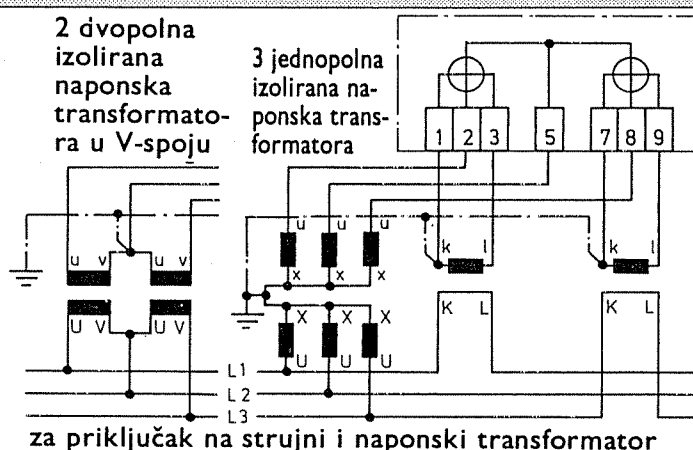 2 dvopolna
izolirana
naponska
transformato-
ra u V-spoju
3 jednopolna
izolirana na-
ponska trans-
formatora
1 2 3 5 7 8 9
u v u v
U V U V
u u u
x x x
X X X
U U U
k l k l
K L K L
L1
L2
L3
za priključak na strujni i naponski transformator